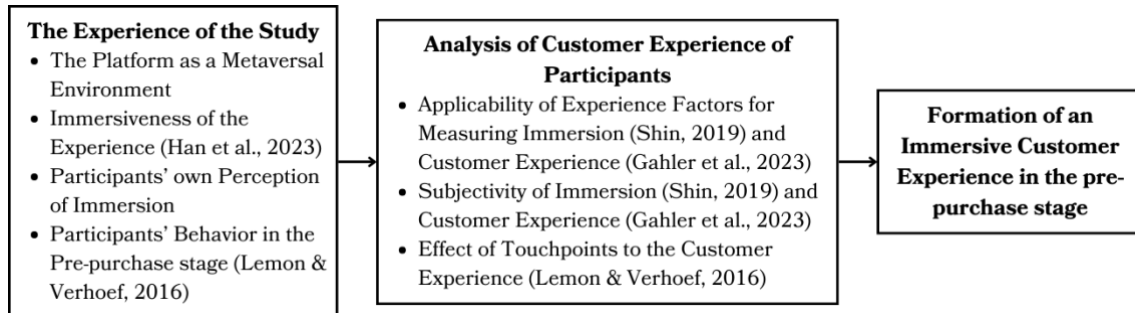 The Experience of the Study
• The Platform as a Metaversal
Environment
• Immersiveness of the
Experience (Han et al., 2023)
• Participants’ own Perception
of Immersion
• Participants’ Behavior in the
Pre-purchase stage (Lemon &
Verhoef, 2016)
Analysis of Customer Experience of
Participants
• Applicability of Experience Factors for
Measuring Immersion (Shin, 2019) and
Customer Experience (Gahler et al., 2023)
• Subjectivity of Immersion (Shin, 2019) and
Customer Experience (Gahler et al., 2023)
• Effect of Touchpoints to the Customer
Experience (Lemon & Verhoef, 2016)
Formation of an
Immersive Customer
Experience in the pre-
purchase stage